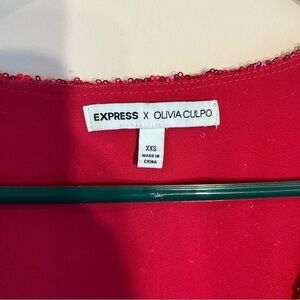 EXPRESS X OLIVIA CULPO
XXS
MADE IN
CHINA